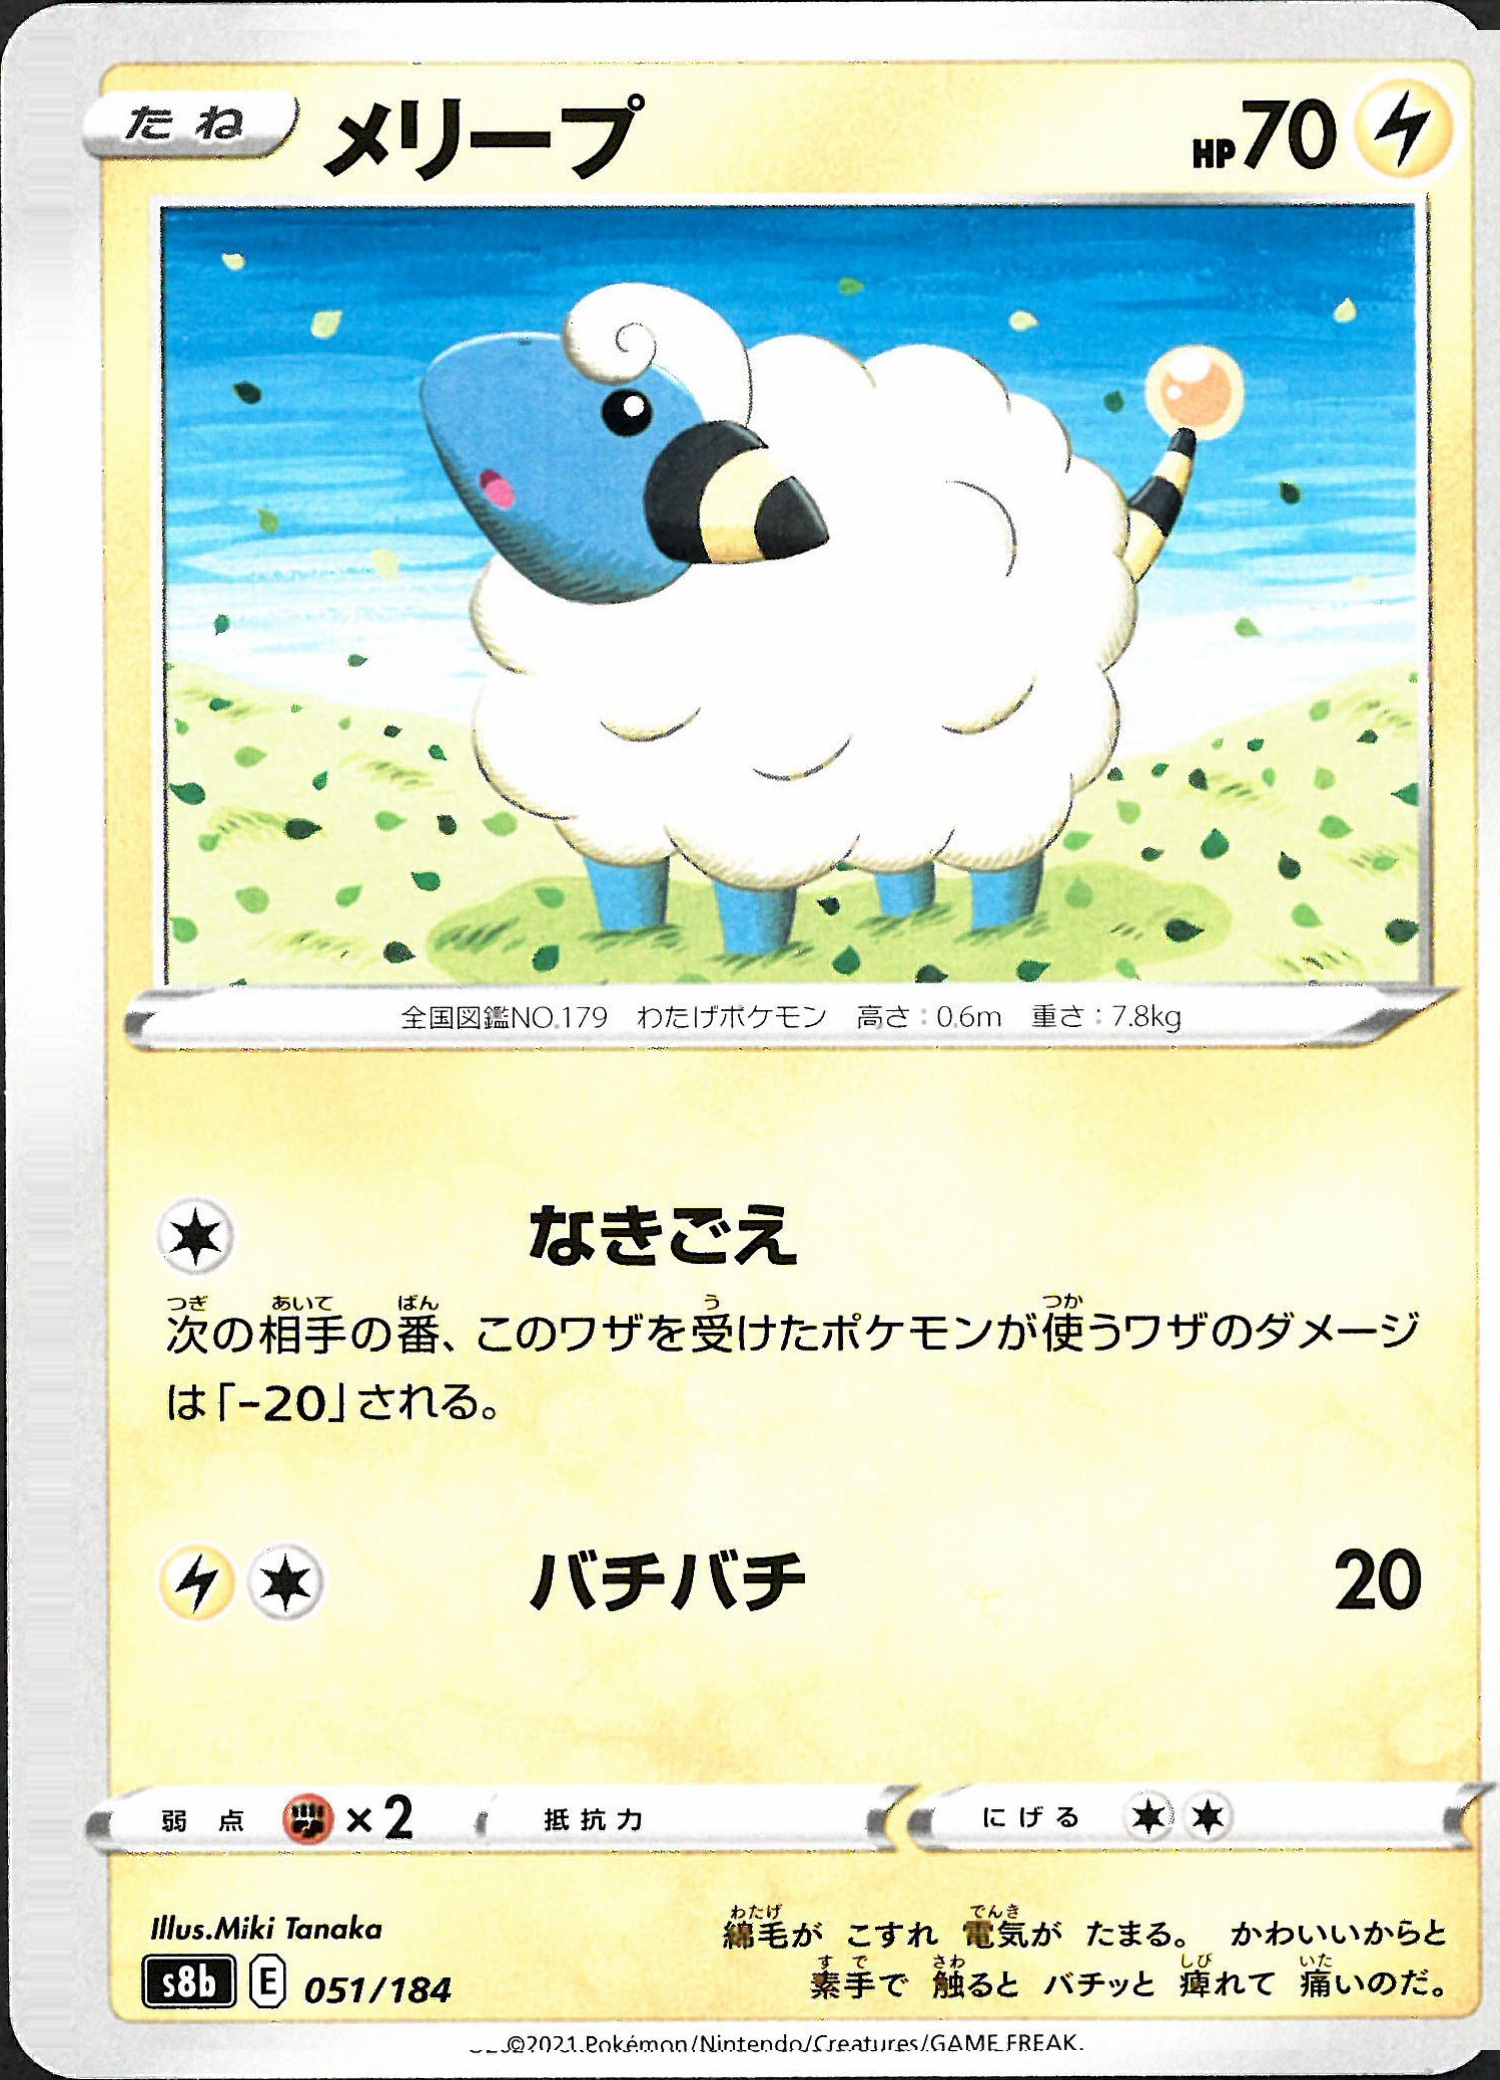 たね メリープ HP70
全国図鑑NO.179 わたげポケモン 高さ:0.6m 重さ:7.8kg
なきごえ
次の相手の番、このワザを受けたポケモンが使うワザのダメージ
は「-20」される。
バチバチ 20
弱点 ×2 抵抗力 にげる
Illus.Miki Tanaka
s8b E 051/184
綿毛が こすれ 電気が たまる。 かわいいからと
素手で 触ると バチッと 痺れて 痛いのだ。
©2021 Pokémon/Nintendo/Creatures/GAME FREAK.